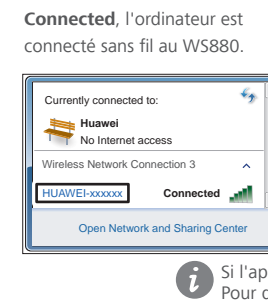 Connected, l'ordinateur est
connecté sans fil au WS880.
Currently connected to:
Huawei
No Internet access
Wireless Network Connection 3
HUAWEI-xxxxxx Connected
Open Network and Sharing Center
Si l'ap
Pour